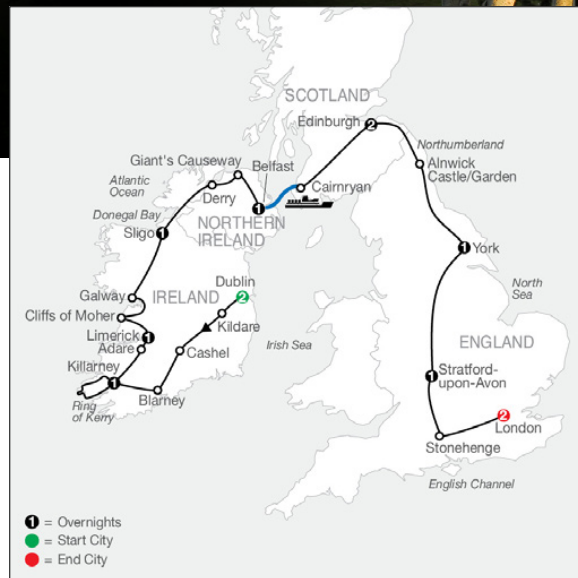 SCOTLAND
Edinburgh
2
Northumberland
Giant's Causeway
Belfast
Alnwick
Castle/Garden
Atlantic
Ocean
Derry
Cairnryan
1
Donegal Bay
NORTHERN
IRELAND
Sligo
1
York
1
Dublin
2
North
Sea
Galway
IRELAND
Cliffs of Moher
Kildare
Irish Sea
ENGLAND
Limerick
1
Adare
Cashel
Killarney
1
Stratford-
upon-Avon
1
Ring
of Kerry
Blarney
2
London
Stonehenge
English Channel
1 = Overnights
= Start City
= End City